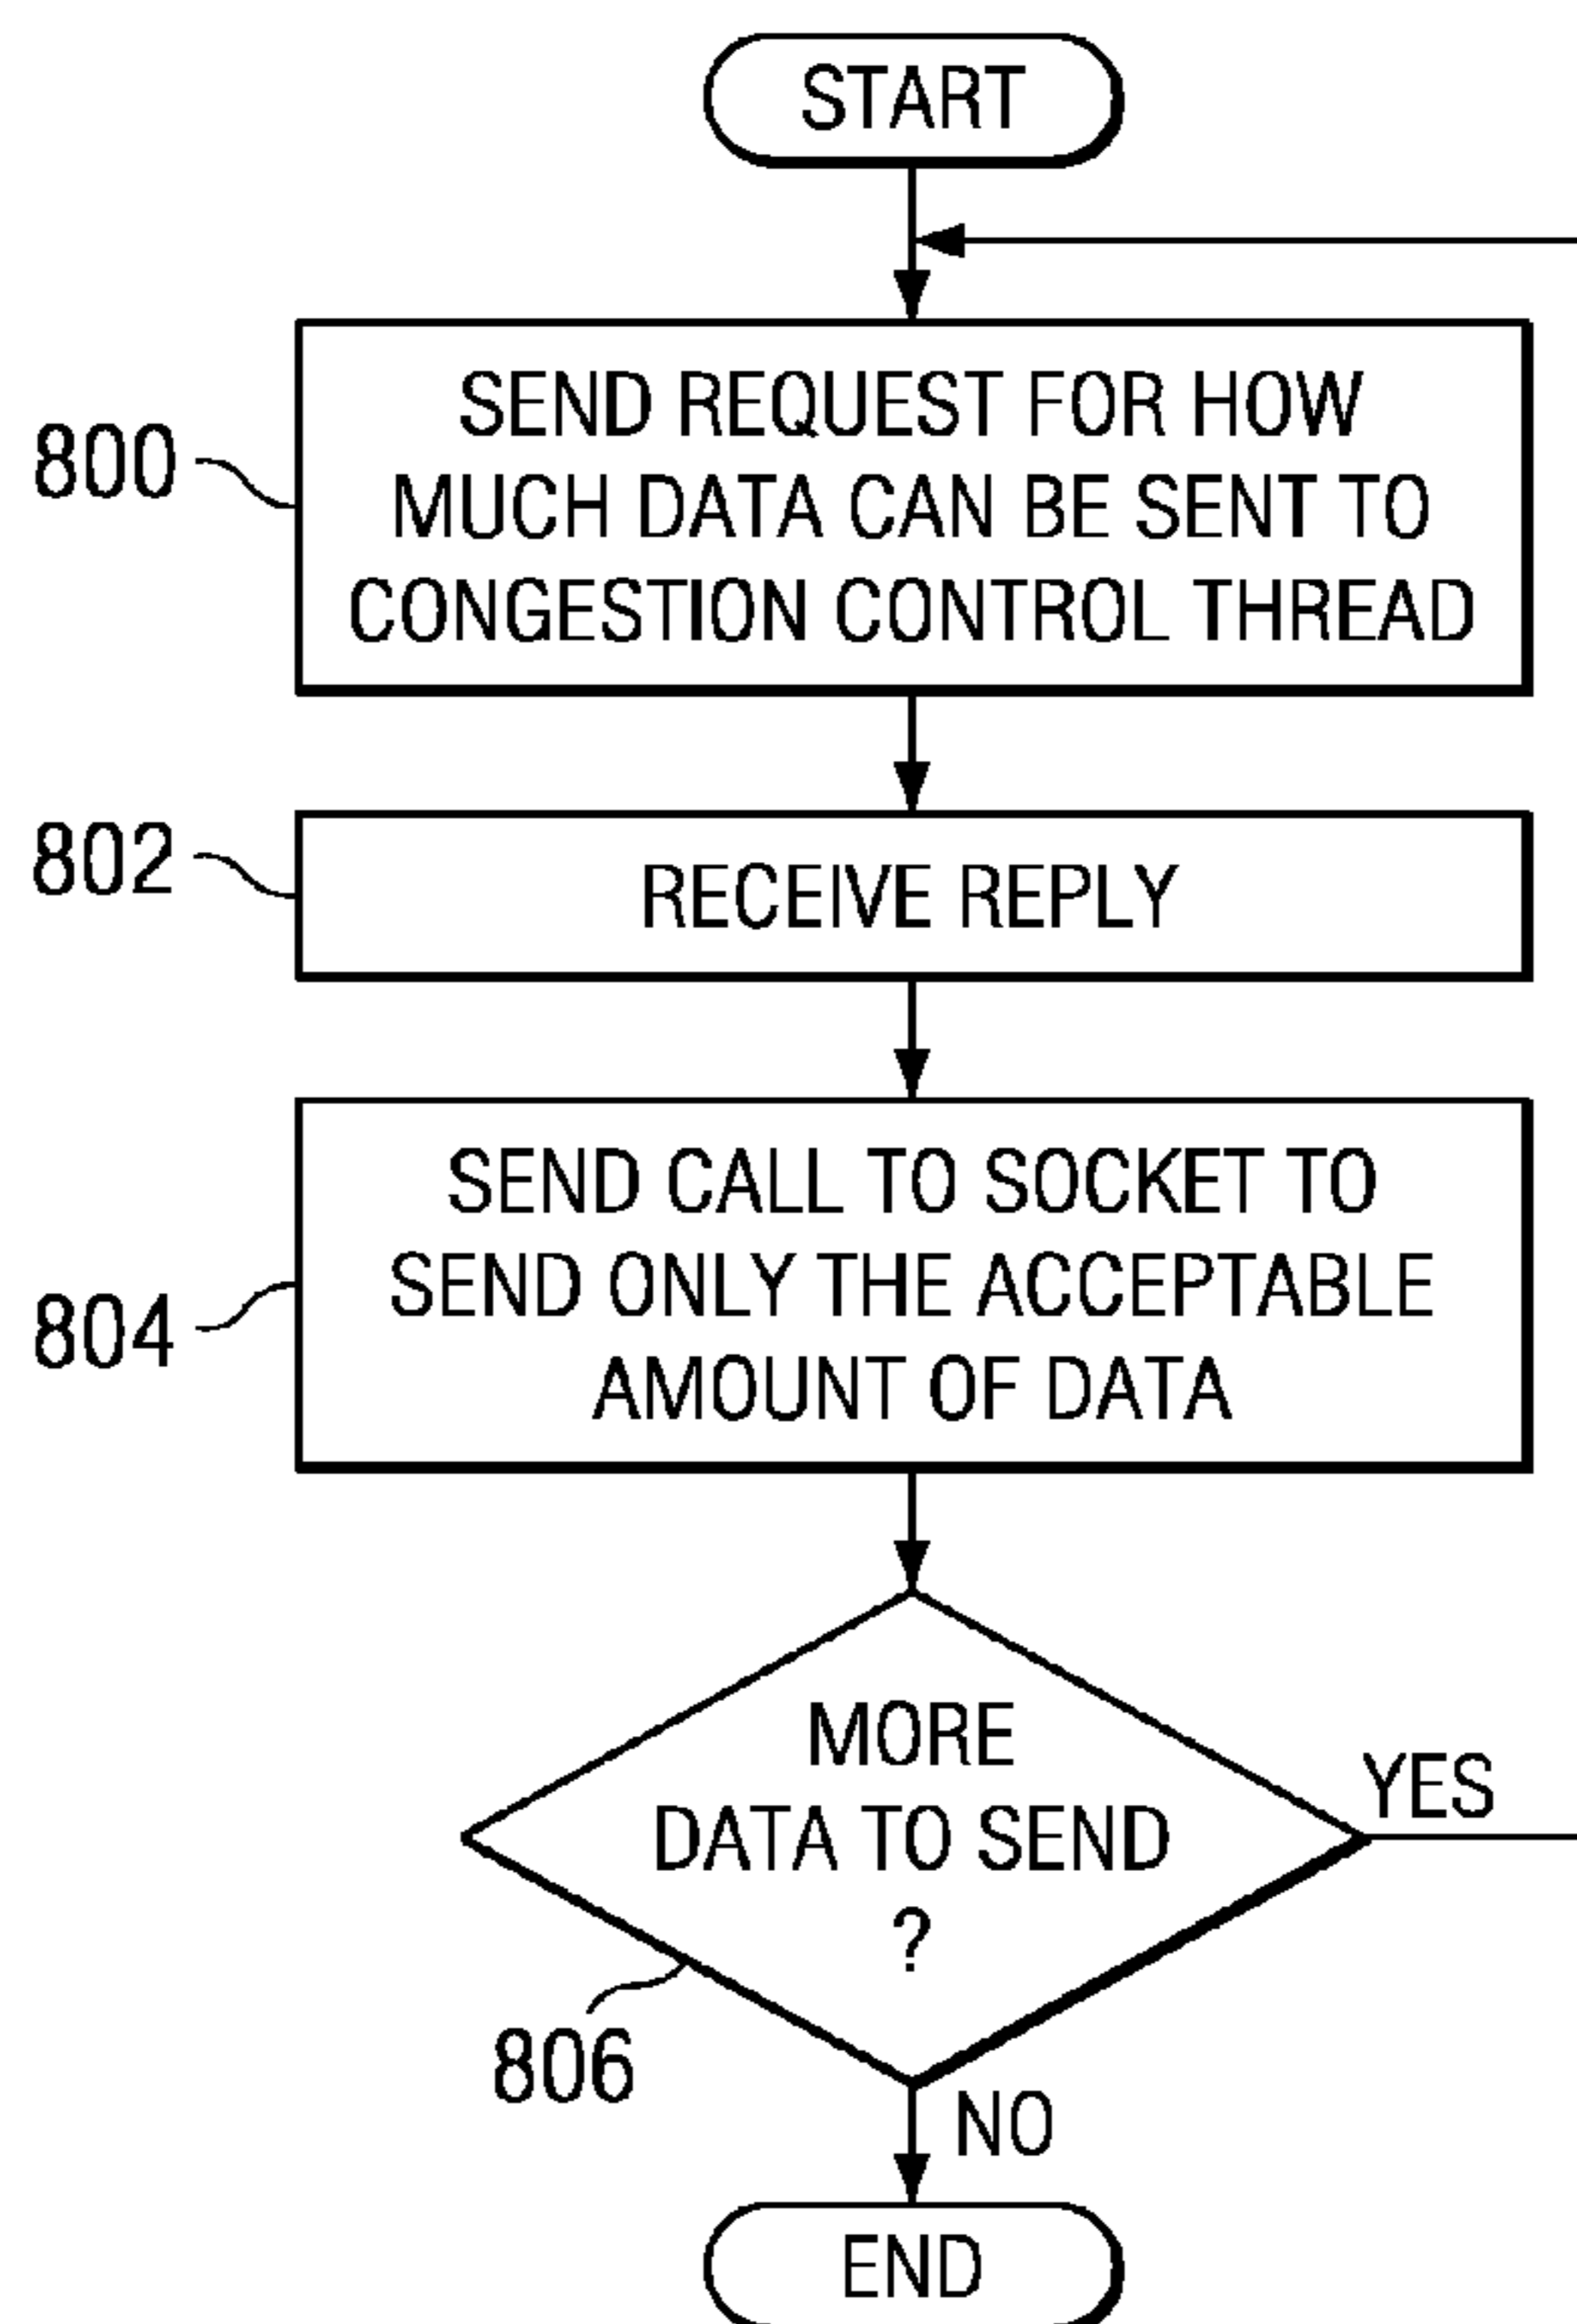 START
800
SEND REQUEST FOR HOW
MUCH DATA CAN BE SENT TO
CONGESTION CONTROL THREAD
802
RECEIVE REPLY
804
SEND CALL TO SOCKET TO
SEND ONLY THE ACCEPTABLE
AMOUNT OF DATA
MORE
DATA TO SEND
?
YES
806
NO
END